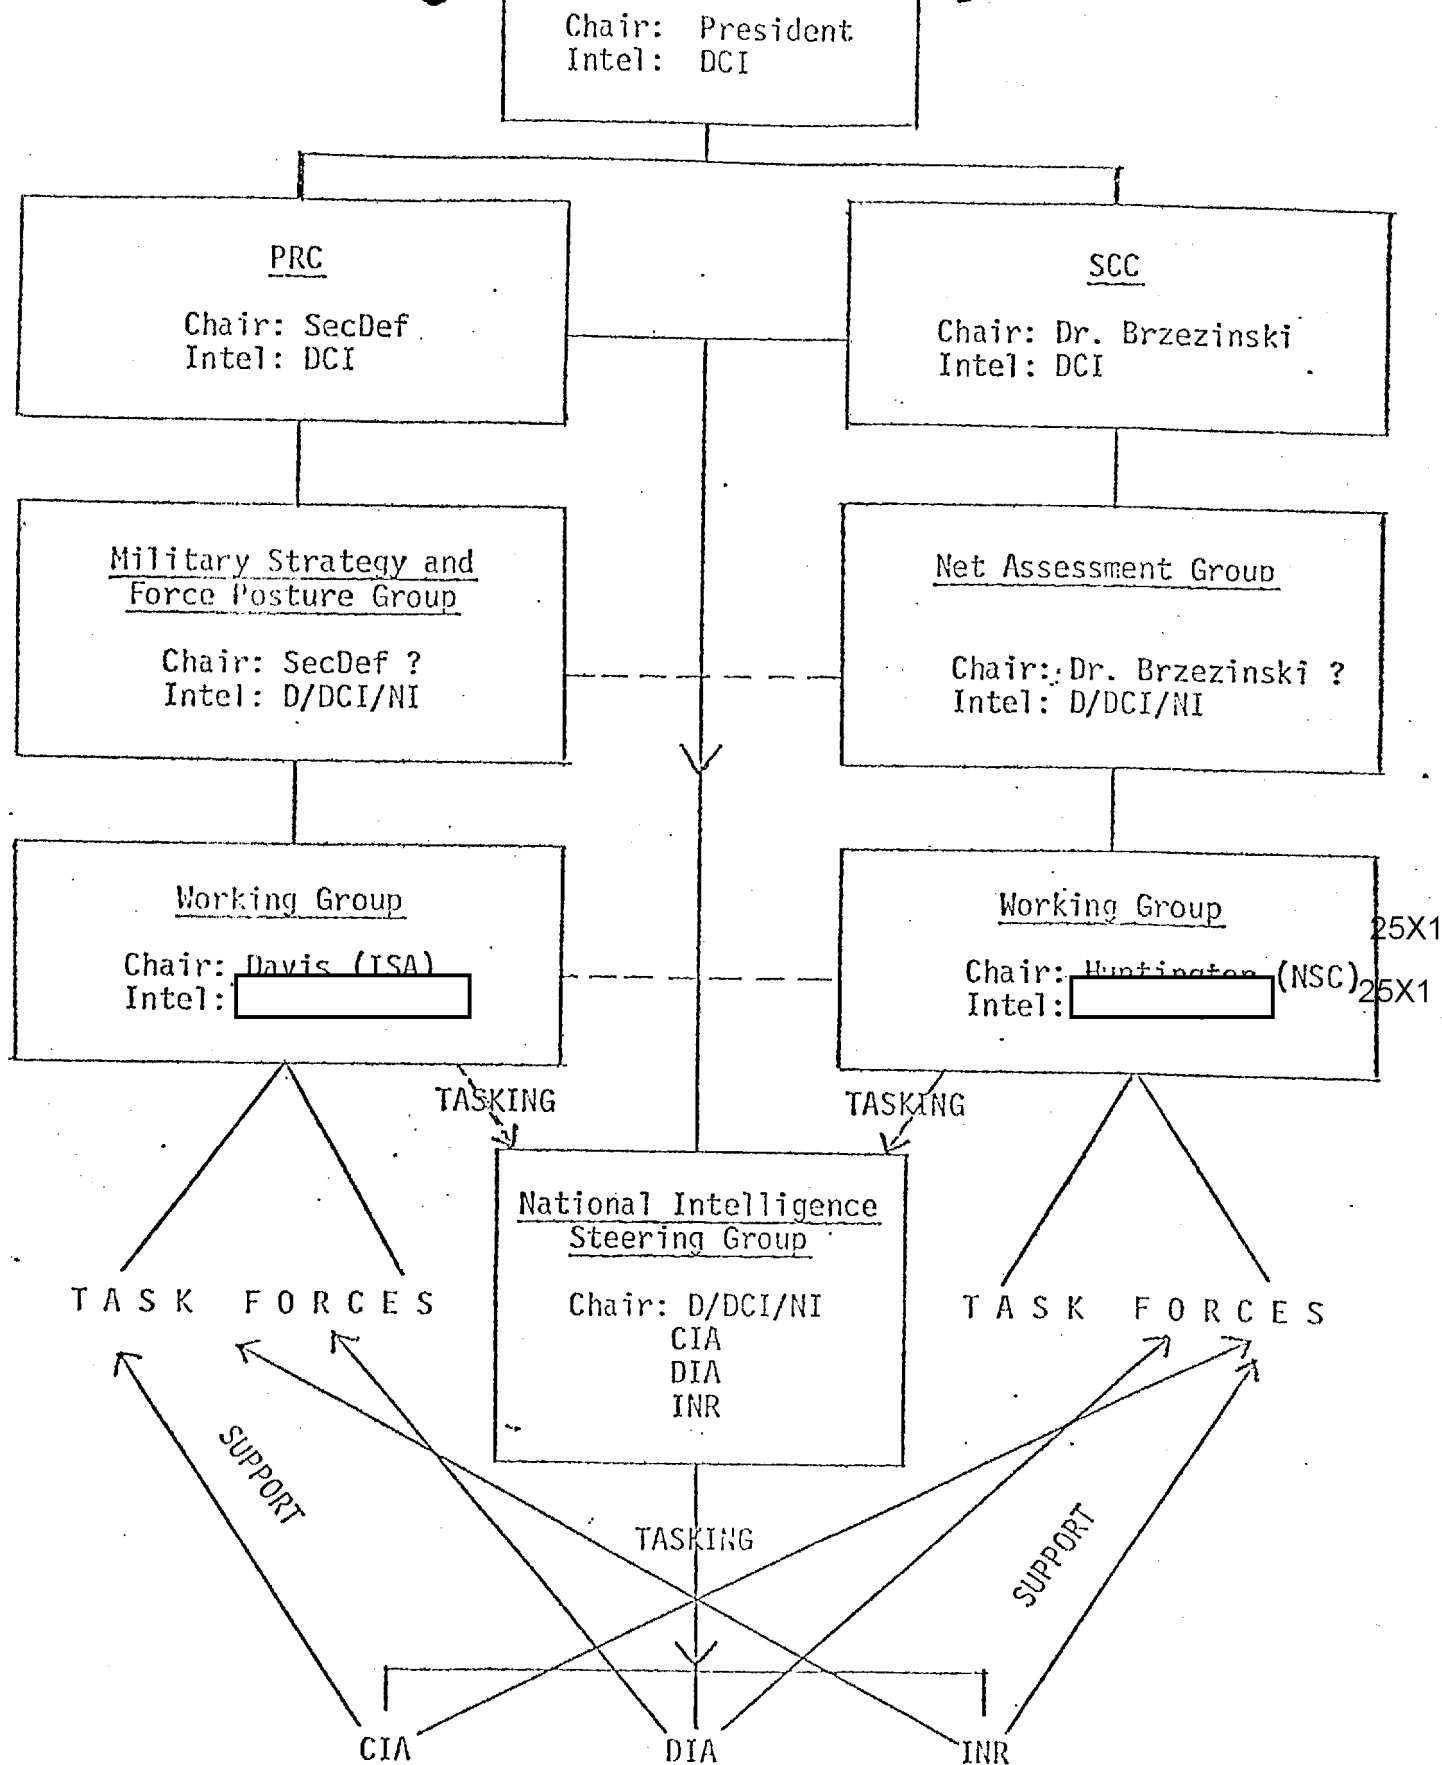 Chair: President
Intel: DCI
PRC
Chair: SecDef
Intel: DCI
SCC
Chair: Dr. Brzezinski
Intel: DCI
Military Strategy and
Force Posture Group
Chair: SecDef ?
Intel: D/DCI/NI
Net Assessment Group
Chair: Dr. Brzezinski ?
Intel: D/DCI/NI
Working Group
Chair: Davis (ISA)
Intel:
Working Group
25X1
Chair: Huntington (NSC)
Intel:
25X1
TASKING
TASKING
National Intelligence
Steering Group
Chair: D/DCI/NI
CIA
DIA
INR
TASK FORCES
TASK FORCES
SUPPORT
TASKING
SUPPORT
CIA
DIA
INR